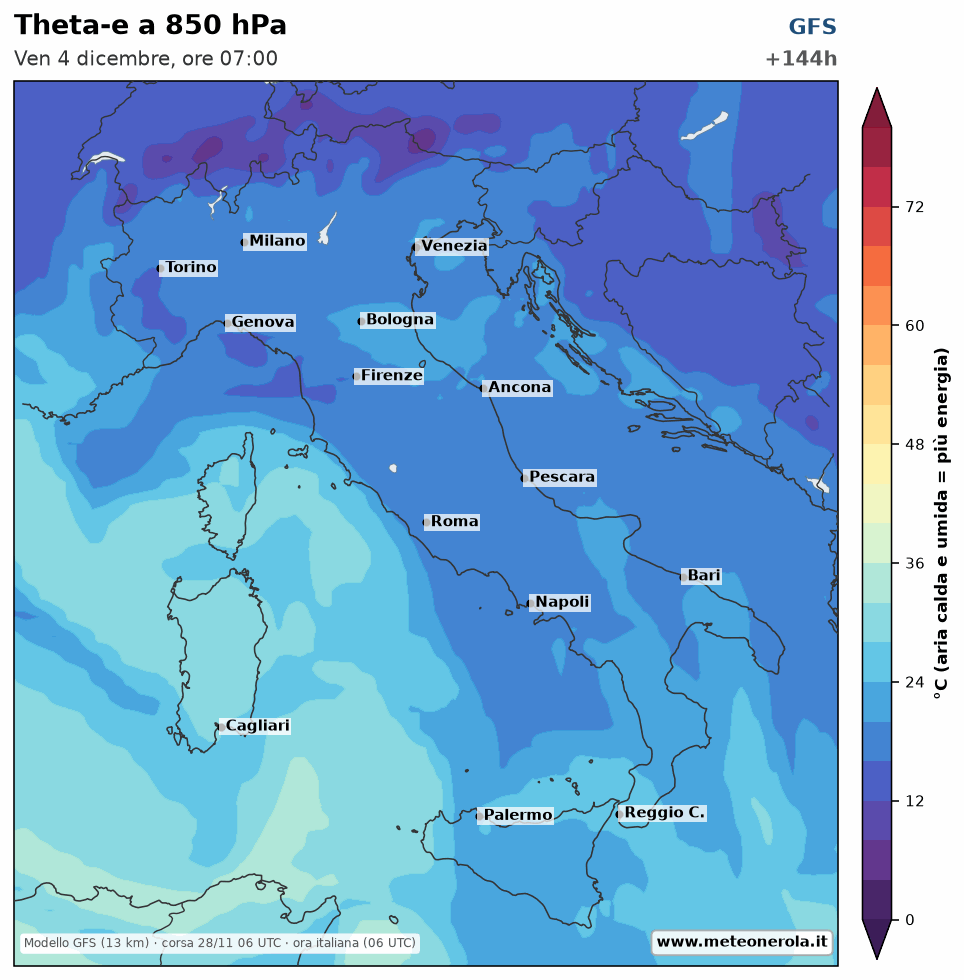 Theta-e a 850 hPa
GFS
Ven 4 dicembre, ore 07:00
+144h
Milano
Venezia
Torino
Genova
Bologna
Firenze
Ancona
Pescara
Roma
Bari
Napoli
Cagliari
Palermo
Reggio C.
72
60
48
36
24
12
0
°C (aria calda e umida = più energia)
Modello GFS (13 km) · corsa 28/11 06 UTC · ora italiana (06 UTC)
www.meteonerola.it